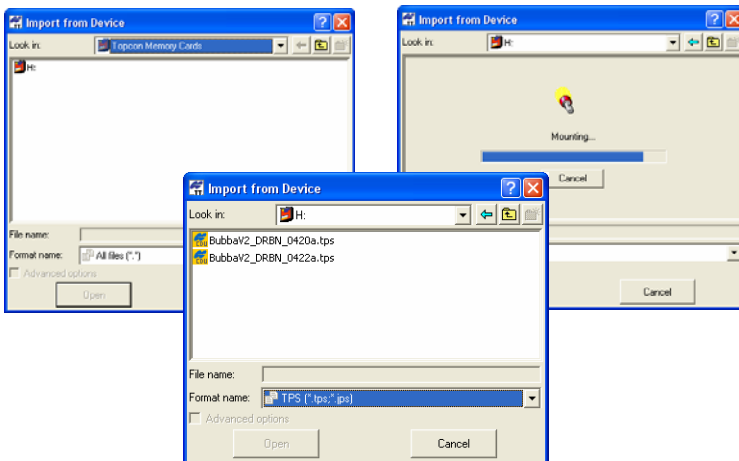 Import from Device
Look in:
Topcon Memory Cards
H:
File name:
Format name:
All files (*.*)
Advanced options
Open
Import from Device
Look in:
H:
Mounting...
Cancel
Cancel
Import from Device
Look in:
H:
BubbaV2_DRBN_0420a.tps
BubbaV2_DRBN_0422a.tps
File name:
Format name:
TPS (*.tps;*.jps)
Advanced options
Open
Cancel